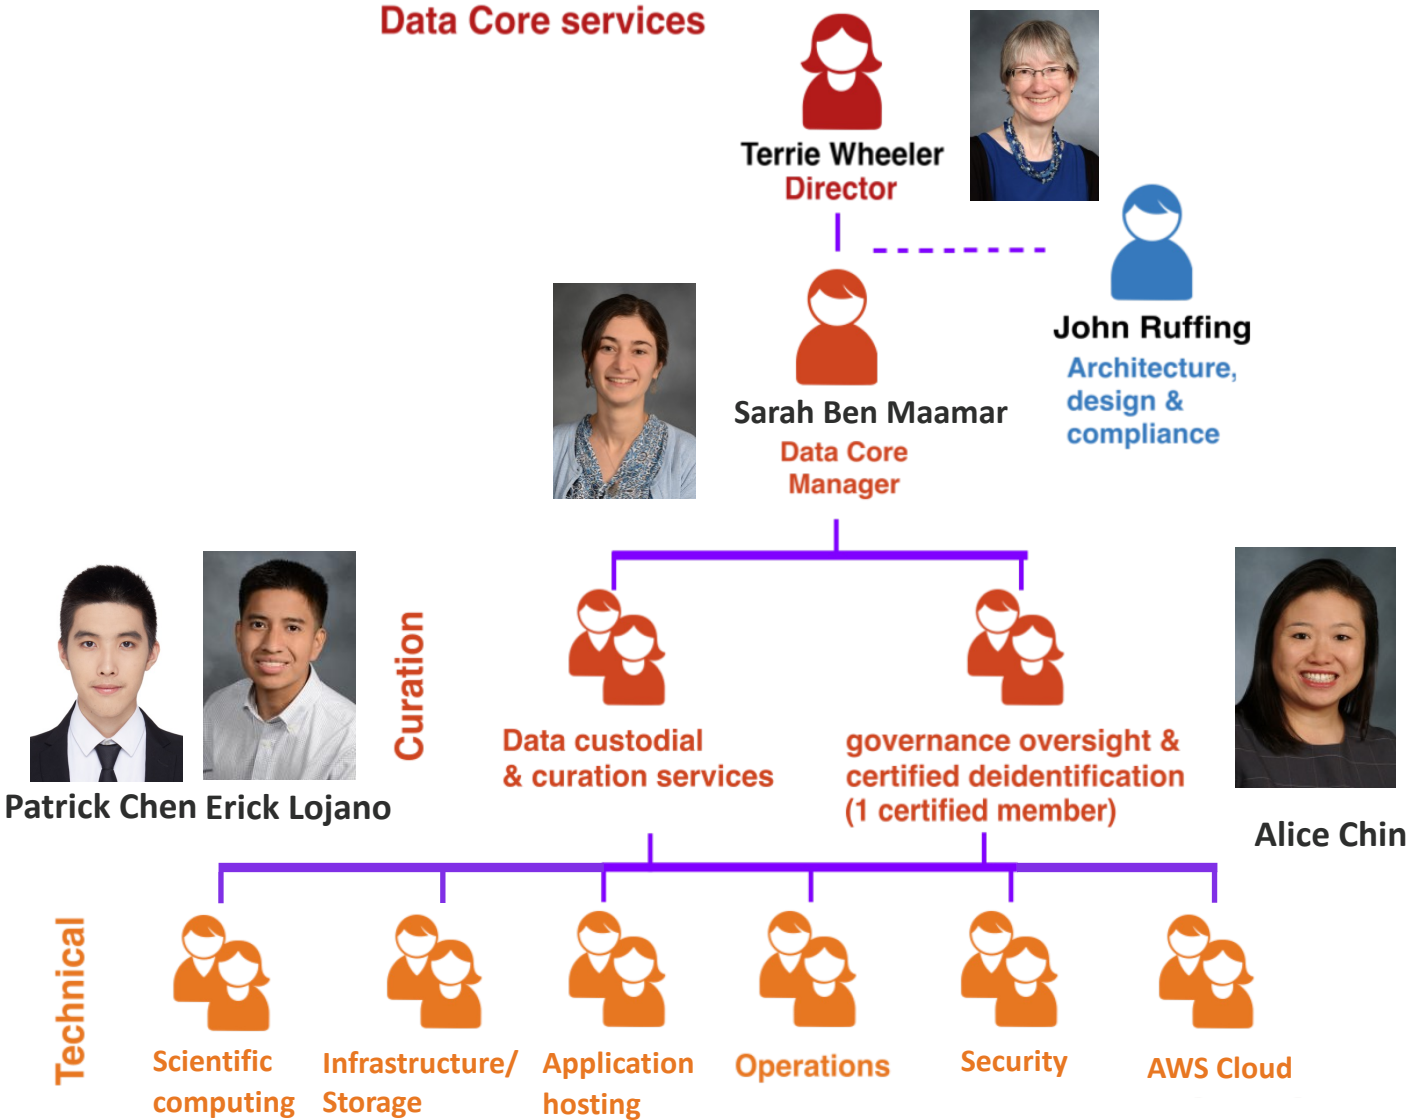 Data Core services
Terrie Wheeler
Director
John Ruffing
Architecture,
design &
compliance
Sarah Ben Maamar
Data Core
Manager
Curation
Patrick Chen
Erick Lojano
Data custodial
& curation services
governance oversight &
certified deidentification
(1 certified member)
Alice Chin
Technical
Scientific
computing
Infrastructure/
Storage
Application
hosting
Operations
Security
AWS Cloud